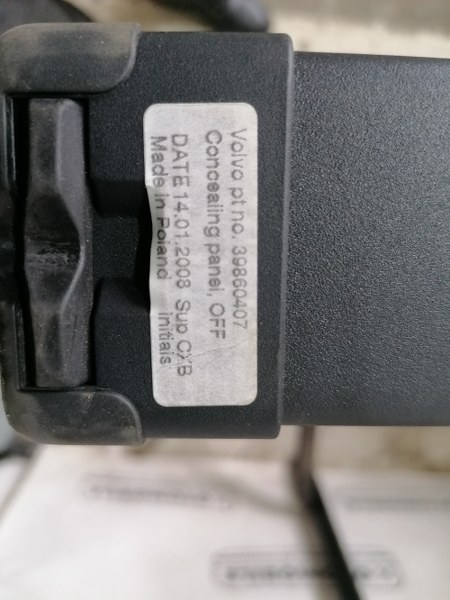 Volvo pt no. 39860407
Concealing panel, OFF
DATE 14.01.2008 Sup CXB
Made in Poland Initials